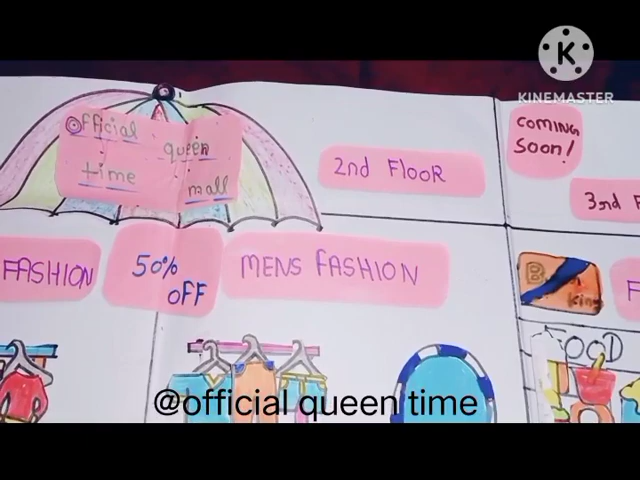 K
KINEMASTER
Official queen
time mall
2nd FlooR
COMING
Soon!
3rd F
FASHION
50%
OFF
MENS FASHION
B
King
F
FOOD
@official queen time